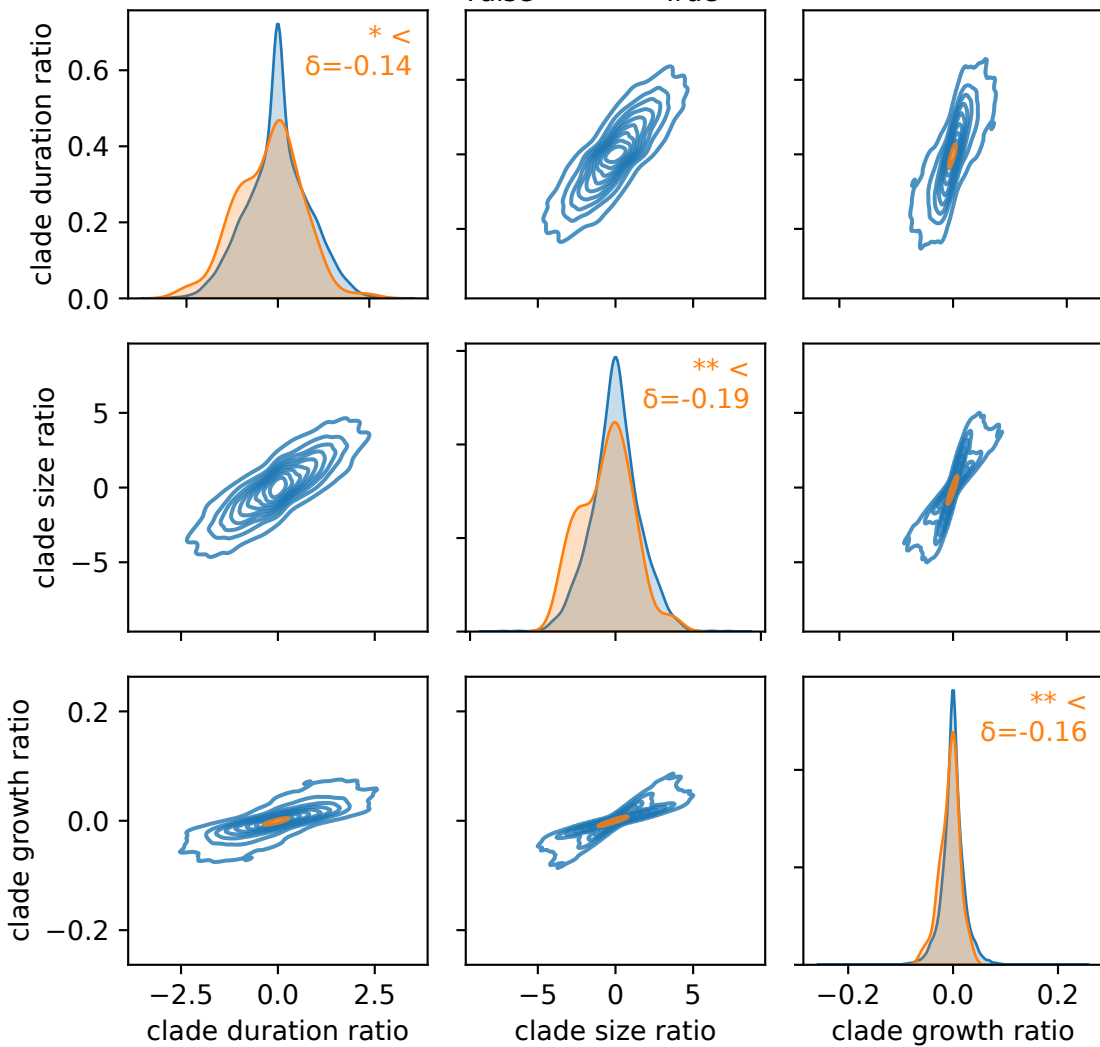 clade duration ratio
0.6
0.4
0.2
0.0
* <
δ=-0.14
clade size ratio
5
0
−5
** <
δ=-0.19
clade growth ratio
0.2
0.0
−0.2
** <
δ=-0.16
−2.5 0.0 2.5
clade duration ratio
−5 0 5
clade size ratio
−0.2 0.0 0.2
clade growth ratio